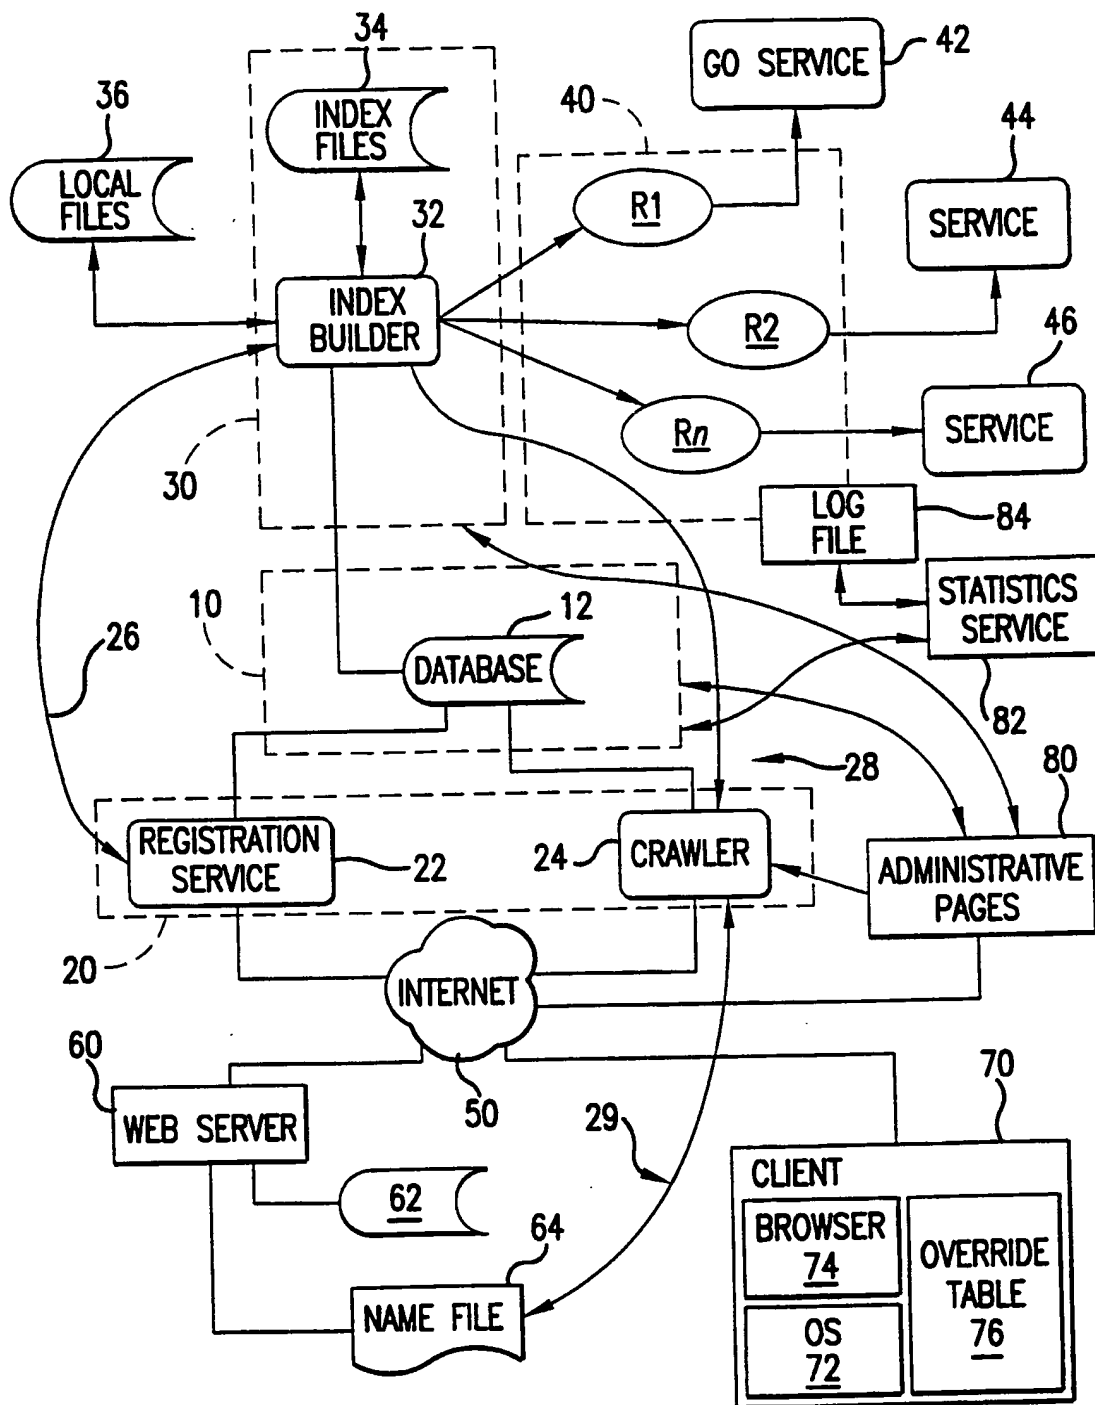 34
42
GO SERVICE
36
INDEX
FILES
40
44
LOCAL
FILES
R1
32
SERVICE
INDEX
BUILDER
R2
46
Rn
SERVICE
30
LOG
FILE
84
10
12
STATISTICS
SERVICE
26
DATABASE
82
28
80
REGISTRATION
SERVICE
22
24
CRAWLER
ADMINISTRATIVE
PAGES
20
INTERNET
60
50
70
WEB SERVER
29
CLIENT
62
BROWSER
74
OVERRIDE
TABLE
76
64
NAME FILE
OS
72